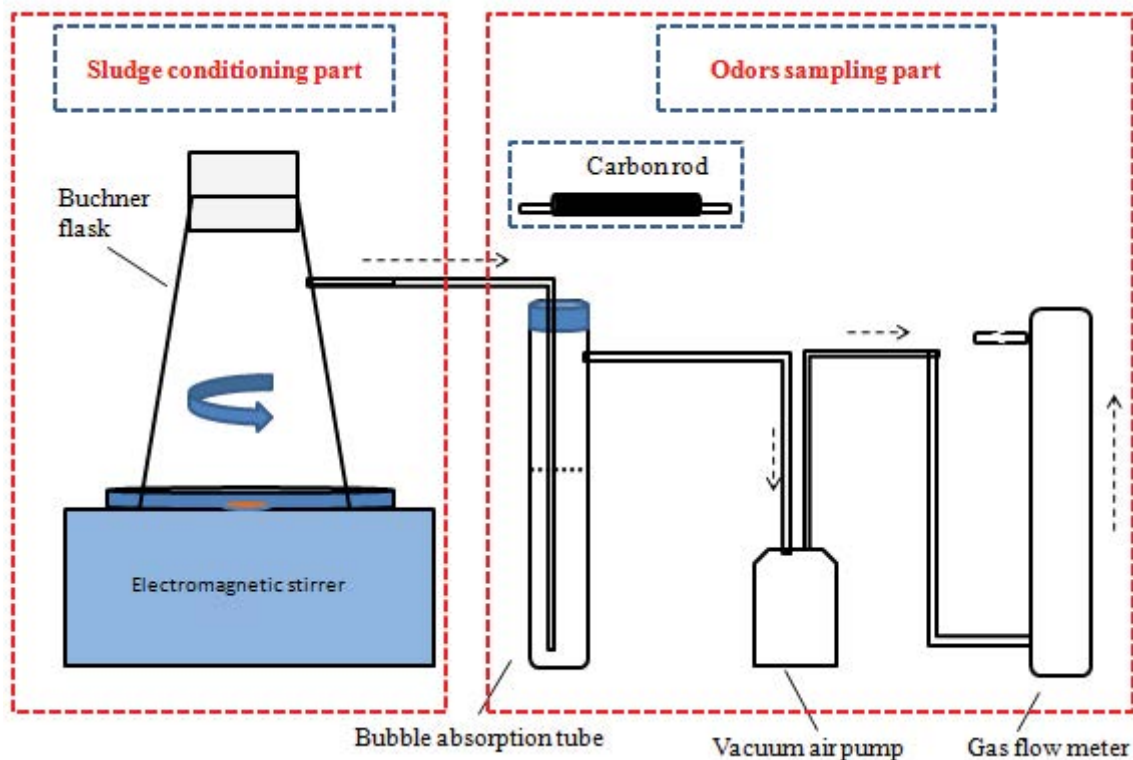 Sludge conditioning part
Odors sampling part
Carbon rod
Buchner
flask
Electromagnetic stirrer
Bubble absorption tube
Vacuum air pump
Gas flow meter